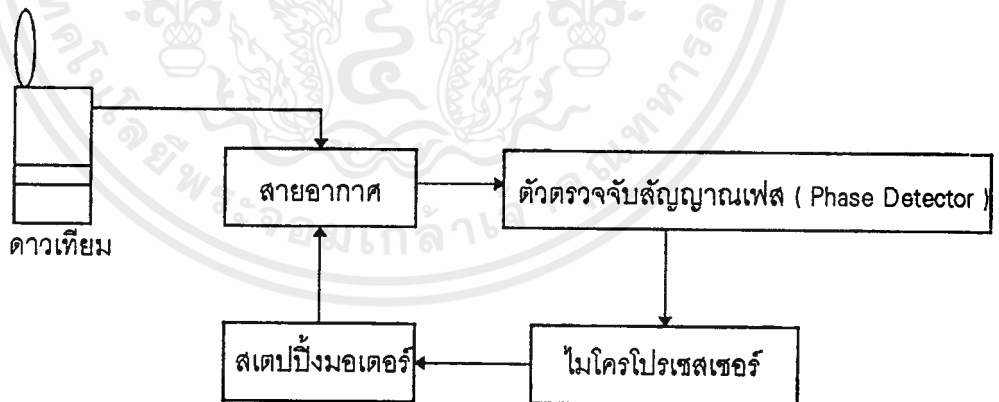 สายอากาศ
ตัวตรวจจับสัญญาณเฟส ( Phase Detector )
ดาวเทียม
สเตปปิ้งมอเตอร์
ไมโครโปรเซสเซอร์